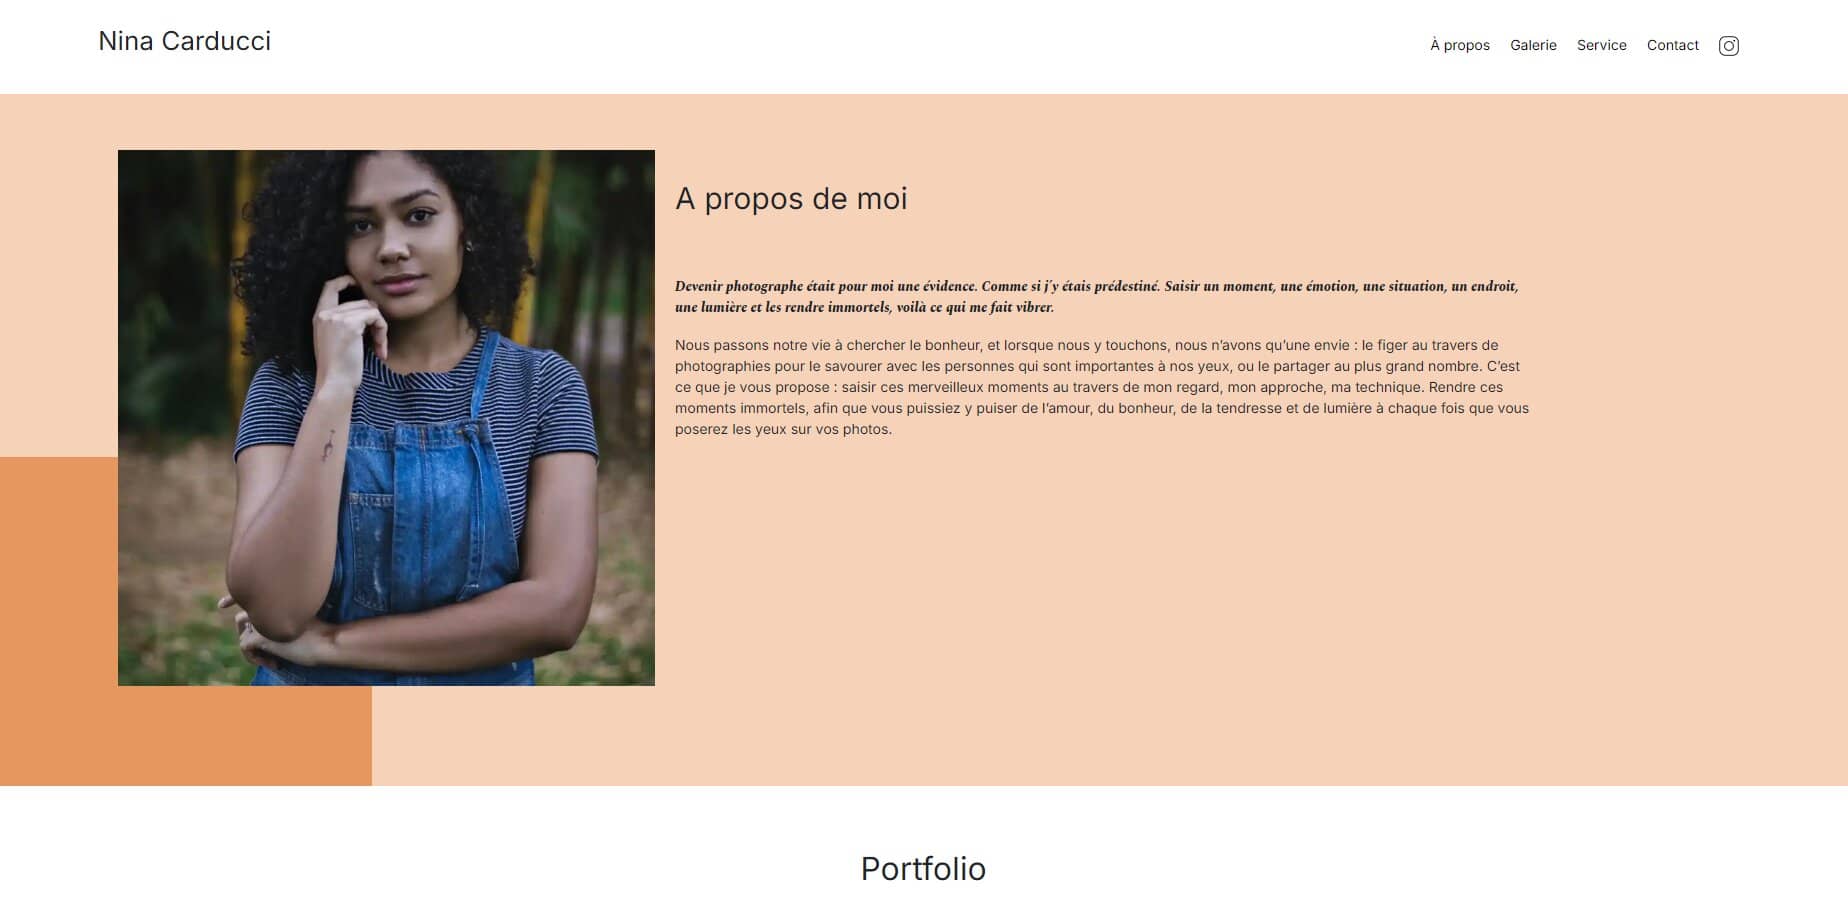 Nina Carducci
À propos Galerie Service Contact
A propos de moi
Devenir photographe était pour moi une évidence. Comme si j'y étais prédestiné. Saisir un moment, une émotion, une situation, un endroit,
une lumière et les rendre immortels, voilà ce qui me fait vibrer.
Nous passons notre vie à chercher le bonheur, et lorsque nous y touchons, nous n’avons qu’une envie : le figer au travers de
photographies pour le savourer avec les personnes qui sont importantes à nos yeux, ou le partager au plus grand nombre. C’est
ce que je vous propose : saisir ces merveilleux moments au travers de mon regard, mon approche, ma technique. Rendre ces
moments immortels, afin que vous puissiez y puiser de l’amour, du bonheur, de la tendresse et de lumière à chaque fois que vous
poserez les yeux sur vos photos.
Portfolio